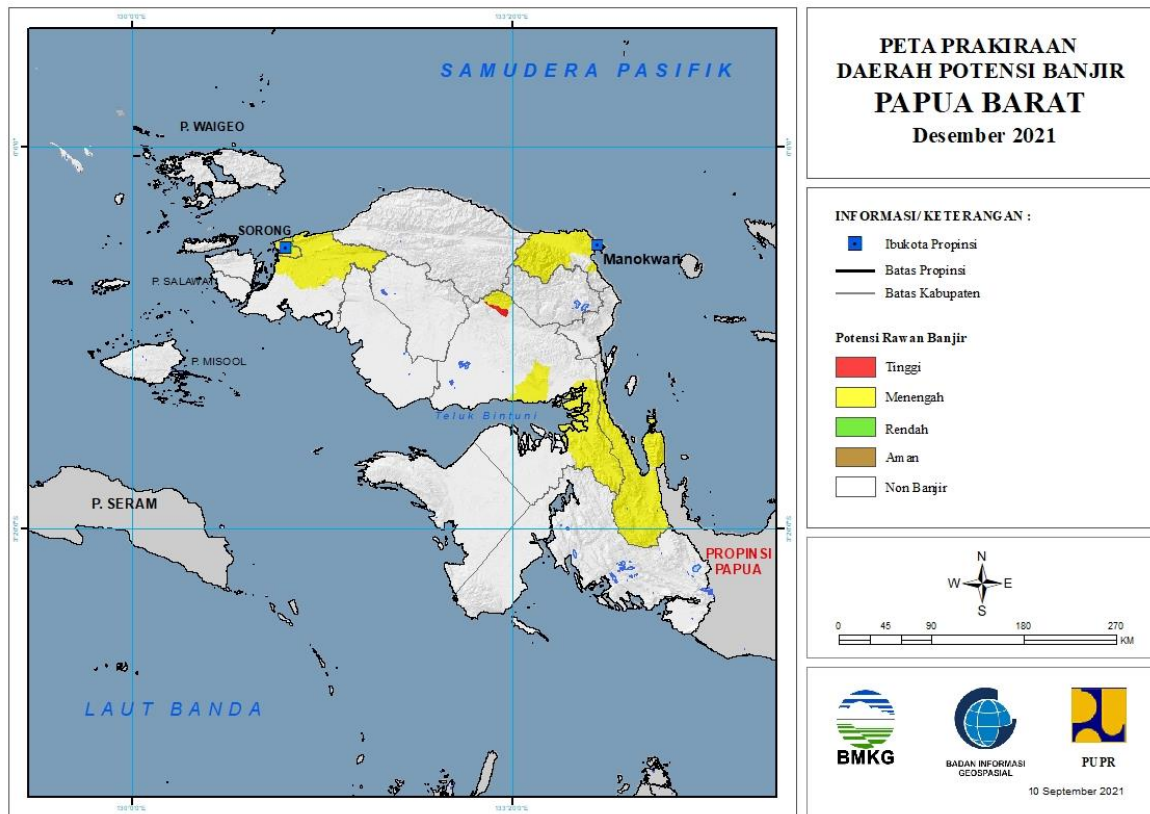 PETA PRAKIRAAN
DAERAH POTENSI BANJIR
PAPUA BARAT
Desember 2021
INFORMASI/ KETERANGAN :
Ibukota Propinsi
Batas Propinsi
Batas Kabupaten
Potensi Rawan Banjir
Tinggi
Menengah
Rendah
Aman
Non Banjir
N
W E
S
0 45 90 180 270
KM
BMKG
BADAN INFORMASI
GEOSPASIAL
PUPR
10 September 2021
SAMUDERA PASIFIK
P. WAIGEO
SORONG
Manokwari
P. SALAWATI
P. MISOOL
Teluk Bintuni
P. SERAM
PROPINSI
PAPUA
LAUT BANDA